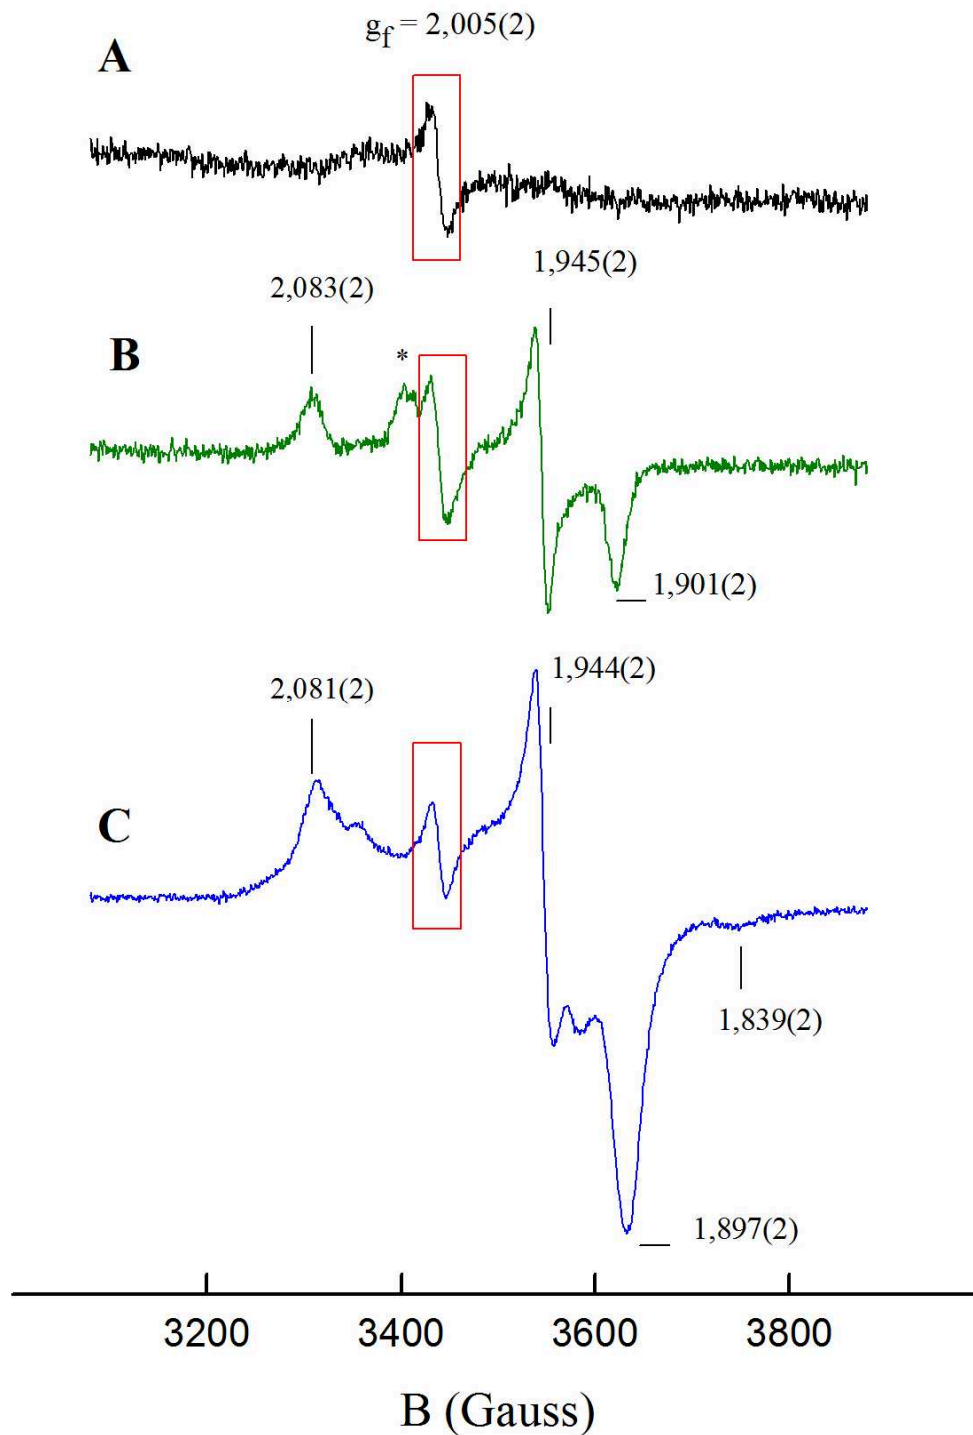 g_f = 2,005(2)
A
1,945(2)
2,083(2)
B
*
1,901(2)
1,944(2)
2,081(2)
C
1,839(2)
1,897(2)
3200 3400 3600 3800
B (Gauss)